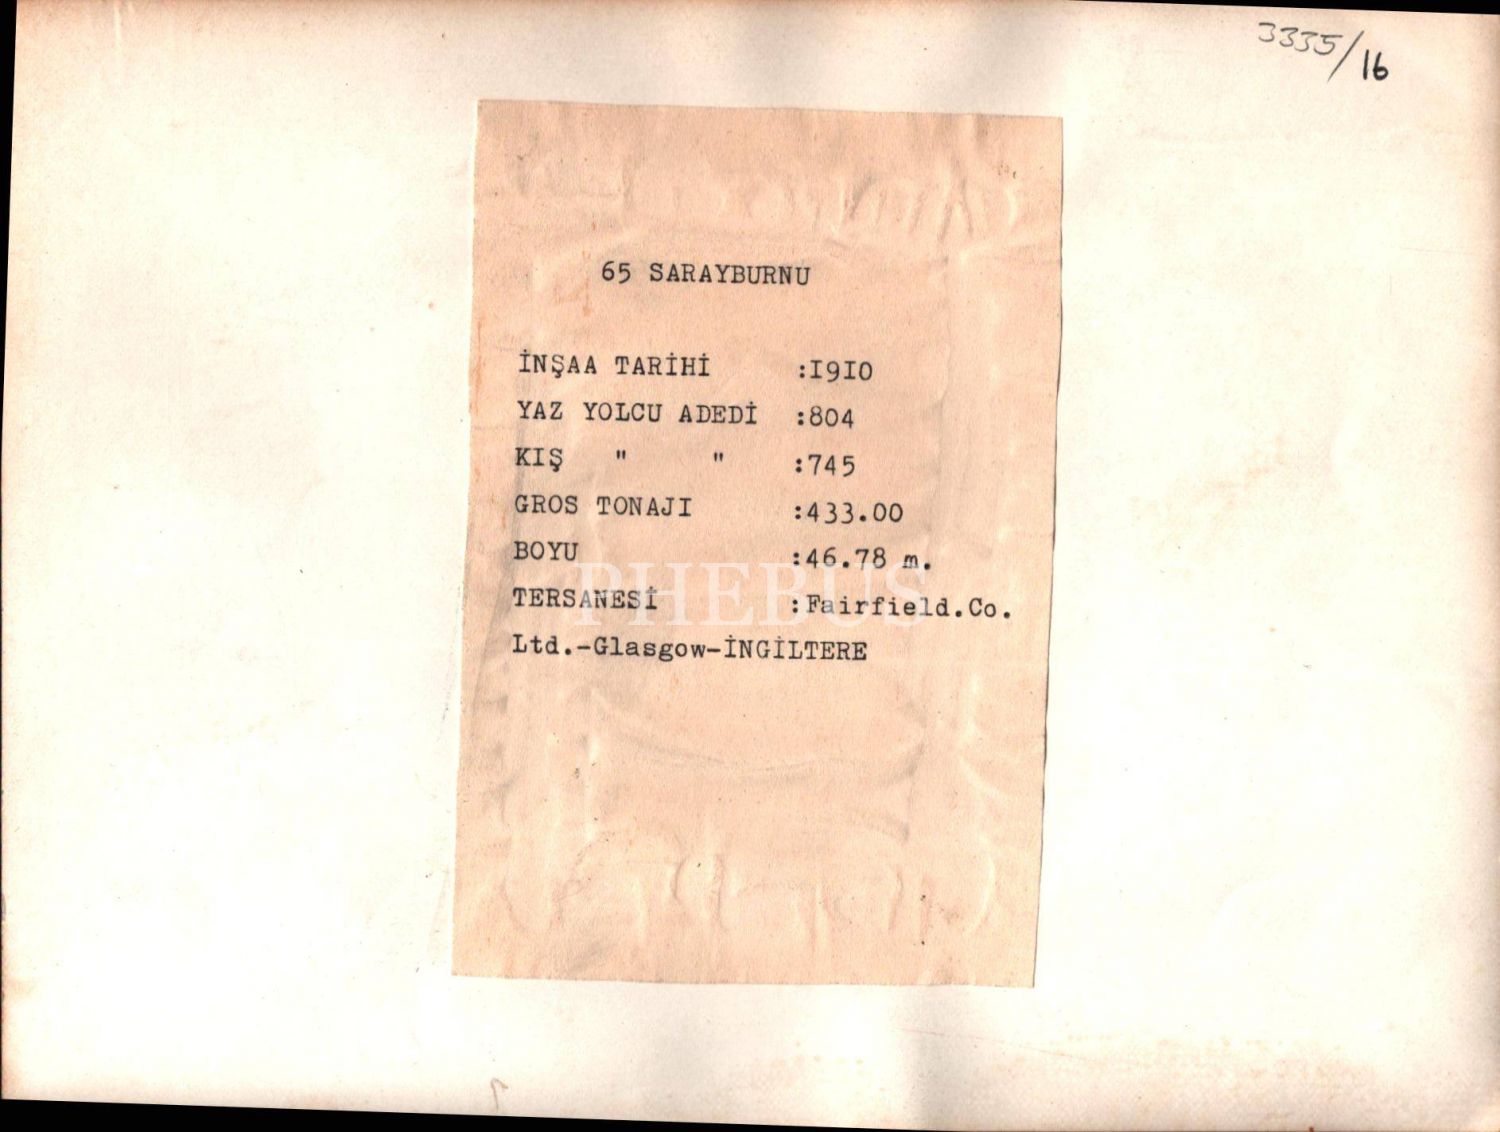 3335/16
65 SARAYBURNU
İNŞAA TARİHİ :I9IO
YAZ YOLCU ADEDİ :804
KIŞ " " :745
GROS TONAJI :433.00
BOYU :46.78 m.
PHEBUS
TERSANESİ :Fairfield.Co.
Ltd.-Glasgow-İNGİLTERE